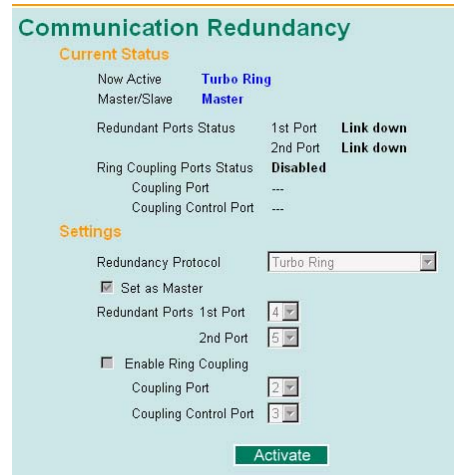 Communication Redundancy
Current Status
Now Active Turbo Ring
Master/Slave Master
Redundant Ports Status 1st Port Link down
2nd Port Link down
Ring Coupling Ports Status Disabled
Coupling Port ---
Coupling Control Port ---
Settings
Redundancy Protocol Turbo Ring
Set as Master
Redundant Ports 1st Port 4
2nd Port 5
Enable Ring Coupling
Coupling Port 2
Coupling Control Port 3
Activate